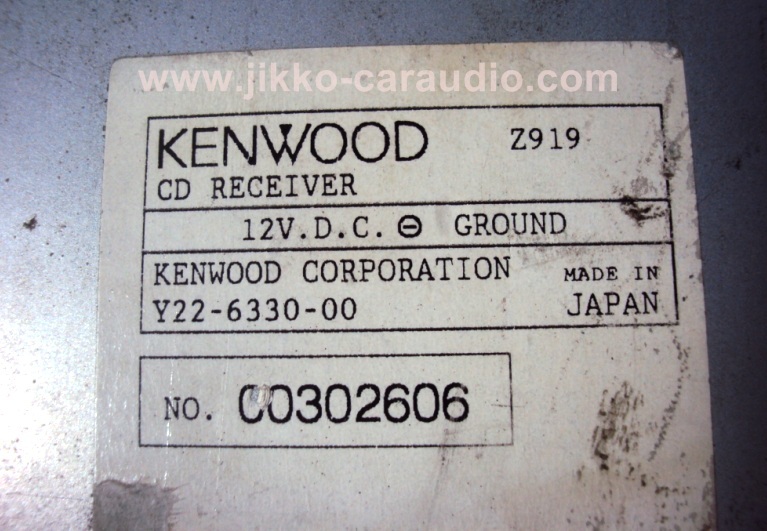 www.jikko-caraudio.com
KENWOOD Z919
CD RECEIVER
12V.D.C. ⊖ GROUND
KENWOOD CORPORATION MADE IN
Y22-6330-00 JAPAN
NO. 00302606